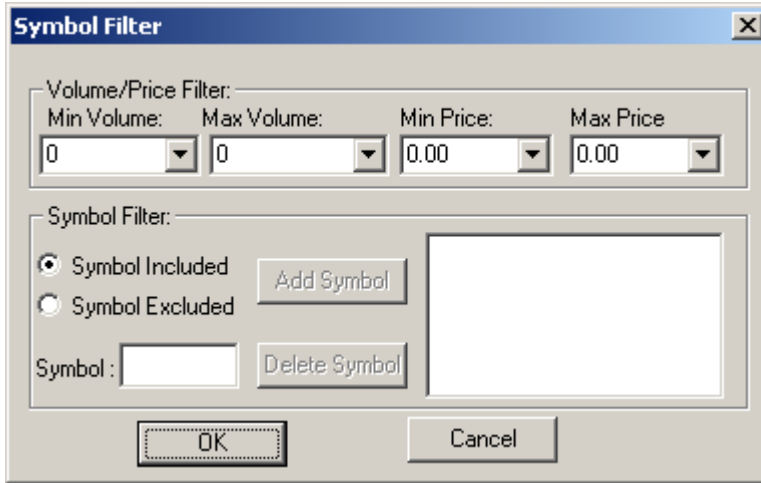 Symbol Filter
Volume/Price Filter:
Min Volume: Max Volume: Min Price: Max Price
0 0 0.00 0.00
Symbol Filter:
Symbol Included
Add Symbol
Symbol Excluded
Symbol : Delete Symbol
OK Cancel